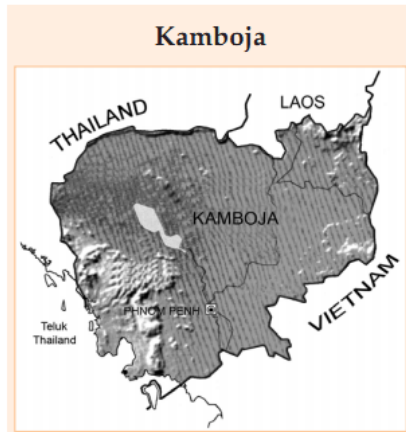 Kamboja
LAOS
THAILAND
KAMBOJA
PHNOM PENH
VIETNAM
Teluk
Thailand